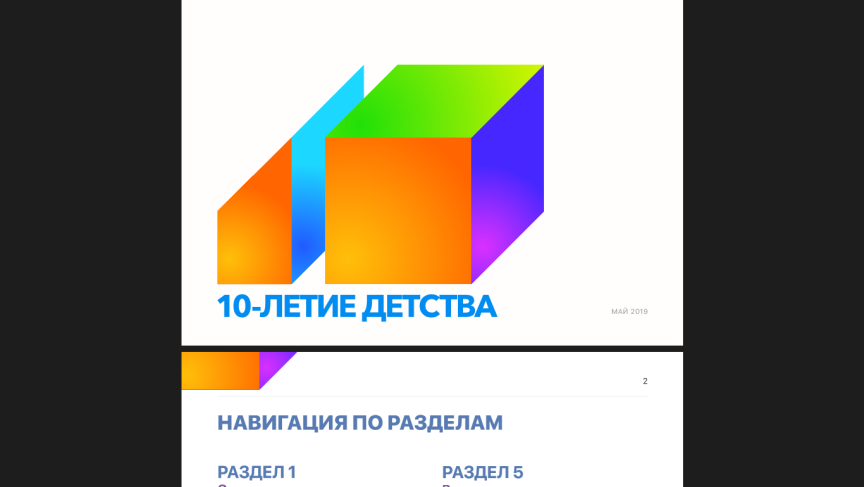 10-ЛЕТИЕ ДЕТСТВА
МАЙ 2019
2
НАВИГАЦИЯ ПО РАЗДЕЛАМ
РАЗДЕЛ 1
РАЗДЕЛ 5